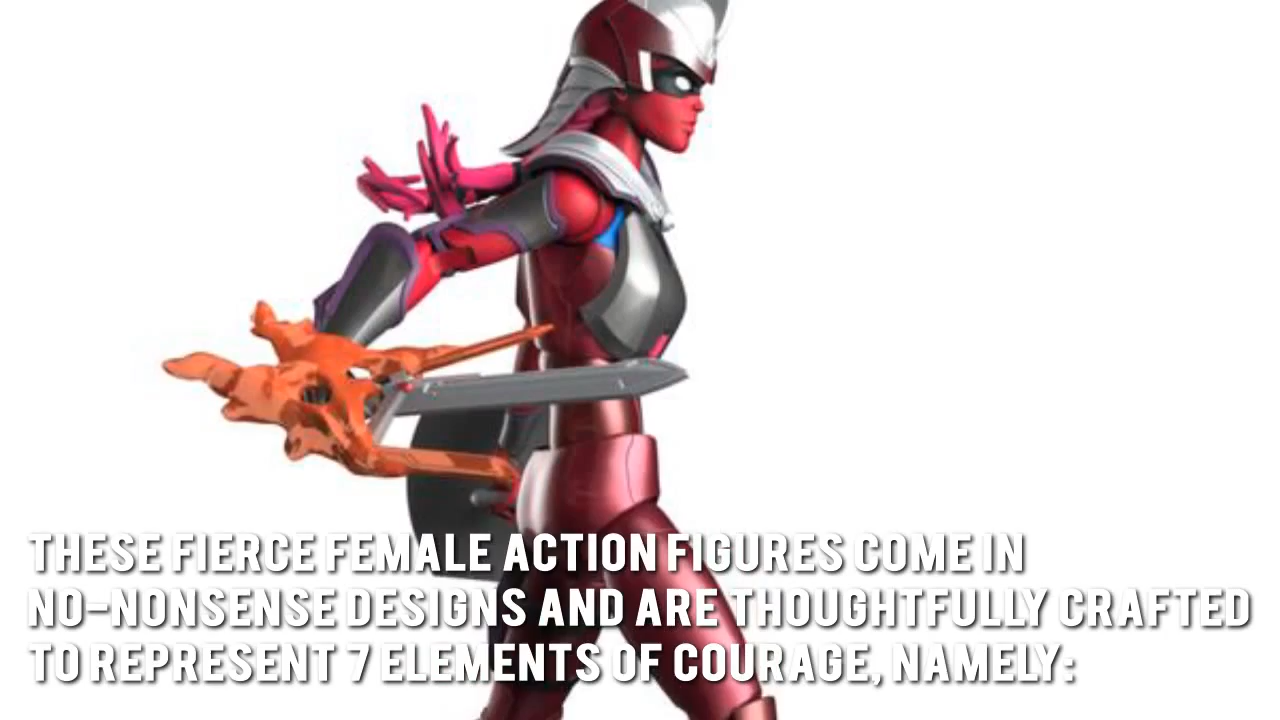 THESE FIERCE FEMALE ACTION FIGURES COME IN
NO-NONSENSE DESIGNS AND ARE THOUGHTFULLY CRAFTED
TO REPRESENT 7 ELEMENTS OF COURAGE, NAMELY: